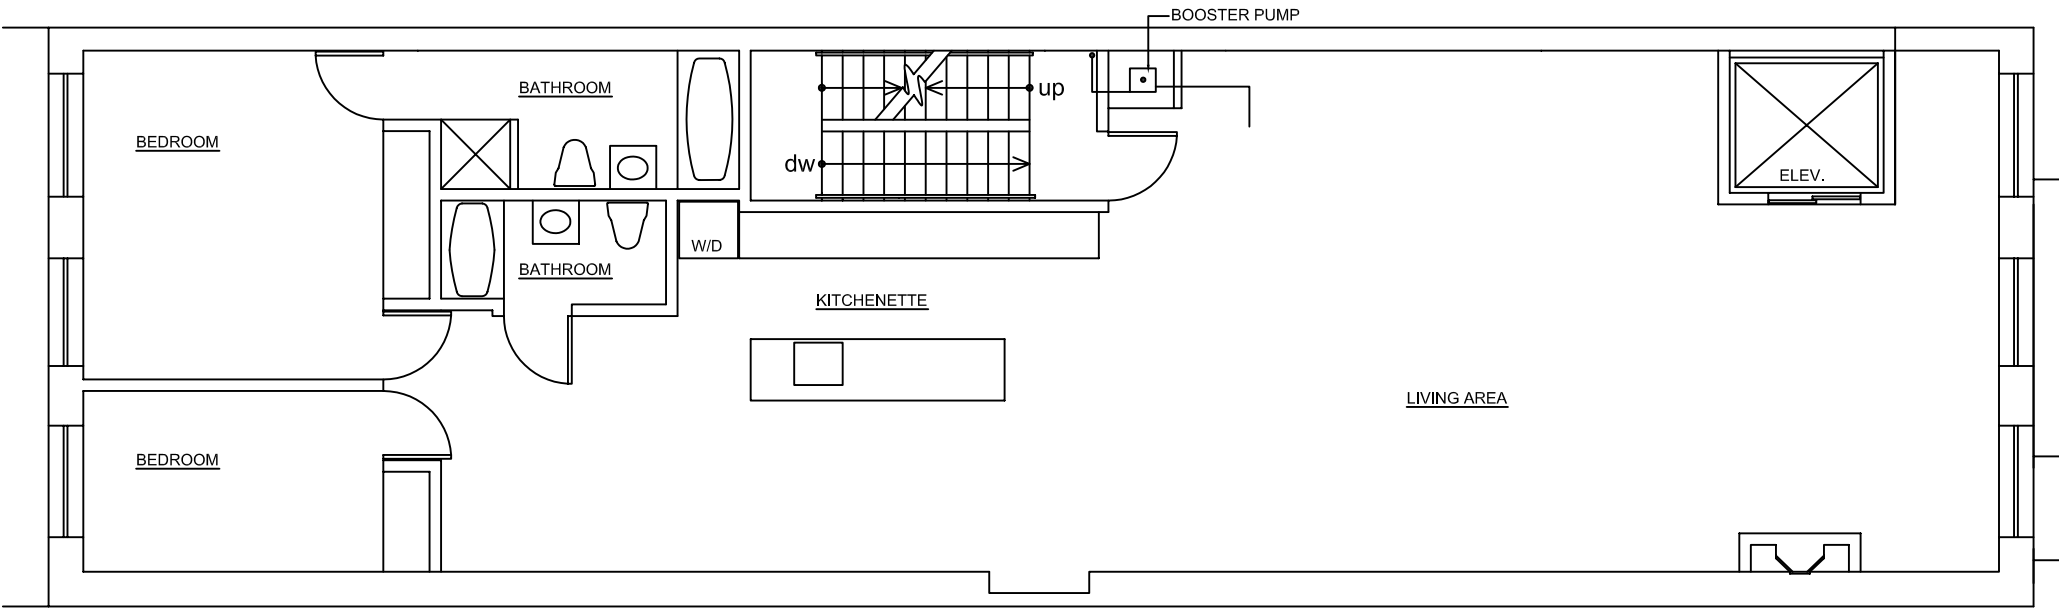 BOOSTER PUMP
BATHROOM
up
BEDROOM
dw
ELEV.
W/D
BATHROOM
KITCHENETTE
LIVING AREA
BEDROOM